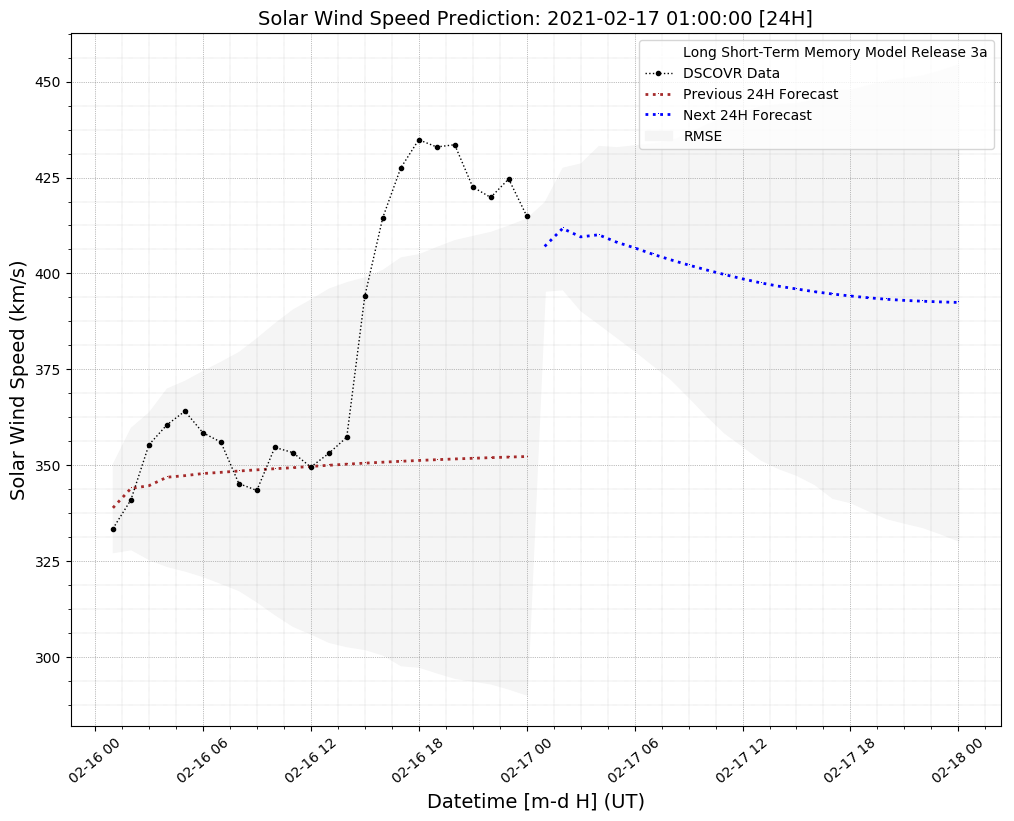 Solar Wind Speed Prediction: 2021-02-17 01:00:00 [24H]
Long Short-Term Memory Model Release 3a
DSCOVR Data
Previous 24H Forecast
Next 24H Forecast
RMSE
Solar Wind Speed (km/s)
450
425
400
375
350
325
300
02-16 00
02-16 06
02-16 12
02-16 18
02-17 00
02-17 06
02-17 12
02-17 18
02-18 00
Datetime [m-d H] (UT)